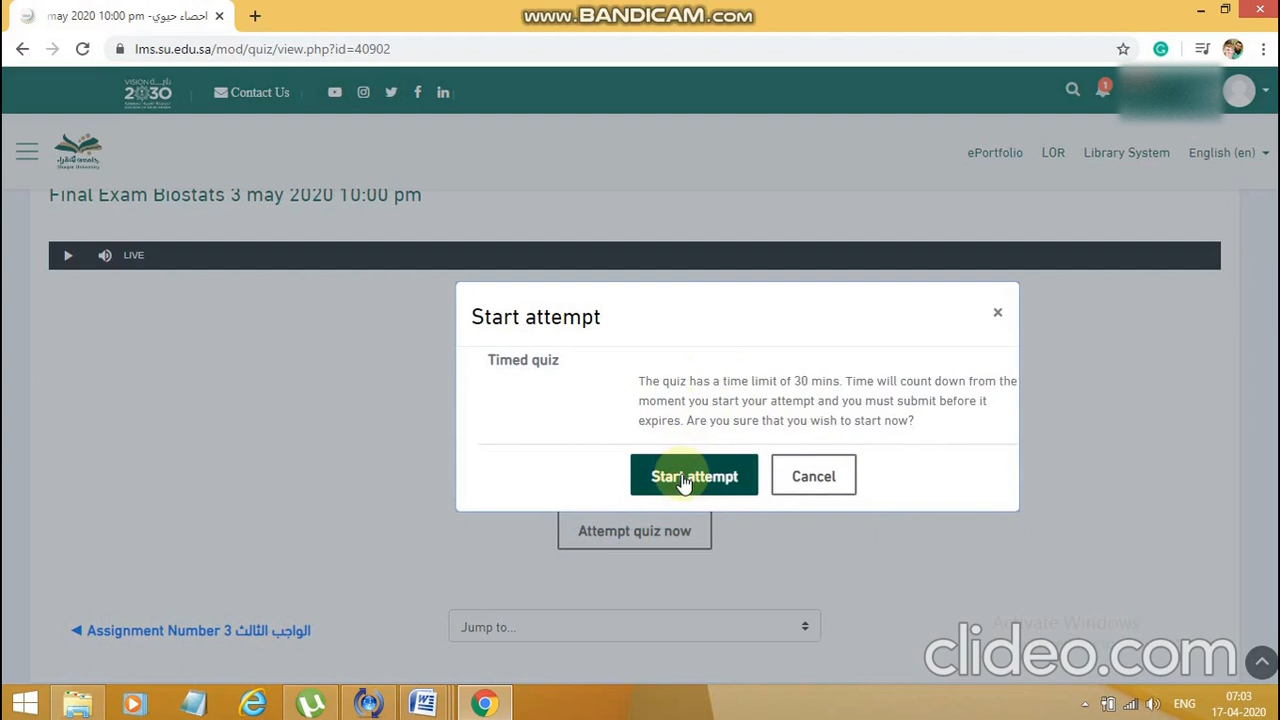 احصاء حيوي- may 2020 10:00 pm
www.BANDICAM.com
lms.su.edu.sa/mod/quiz/view.php?id=40902
VISION رؤية
2030
Contact Us
1
ePortfolio LOR Library System English (en)
Final Exam Biostats 3 may 2020 10:00 pm
LIVE
Start attempt ×
Timed quiz
The quiz has a time limit of 30 mins. Time will count down from the
moment you start your attempt and you must submit before it
expires. Are you sure that you wish to start now?
Start attempt Cancel
Attempt quiz now
◄ Assignment Number 3 الواجب الثالث
Jump to...
Activate Windows
clideo.com
ENG
07:03
17-04-2020